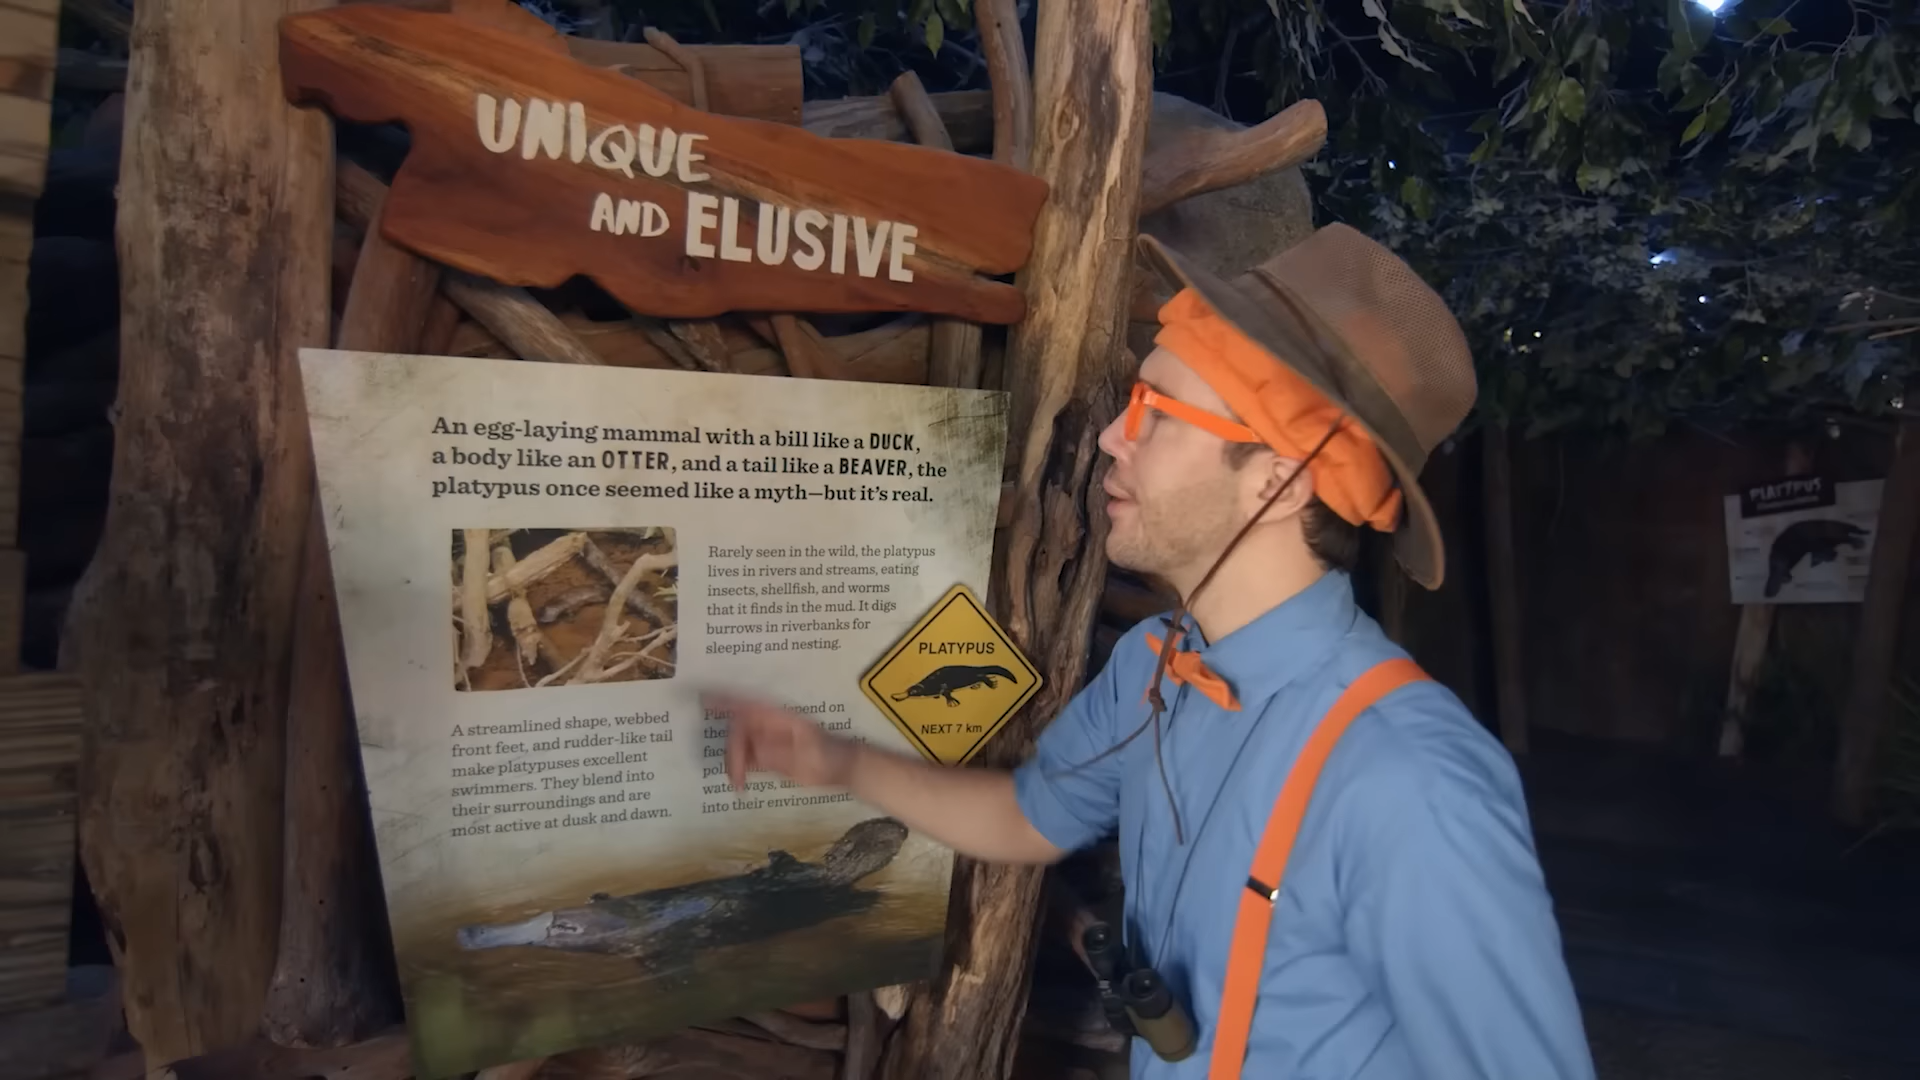 UNIQUE
AND ELUSIVE
An egg-laying mammal with a bill like a DUCK,
a body like an OTTER, and a tail like a BEAVER, the
platypus once seemed like a myth—but it's real.
Rarely seen in the wild, the platypus
lives in rivers and streams, eating
insects, shellfish, and worms
that it finds in the mud. It digs
burrows in riverbanks for
sleeping and nesting.
A streamlined shape, webbed
front feet, and rudder-like tail
make platypuses excellent
swimmers. They blend into
their surroundings and are
most active at dusk and dawn.
depend on
and
into their environment.
PLATYPUS
NEXT 7 km
PLATYPUS